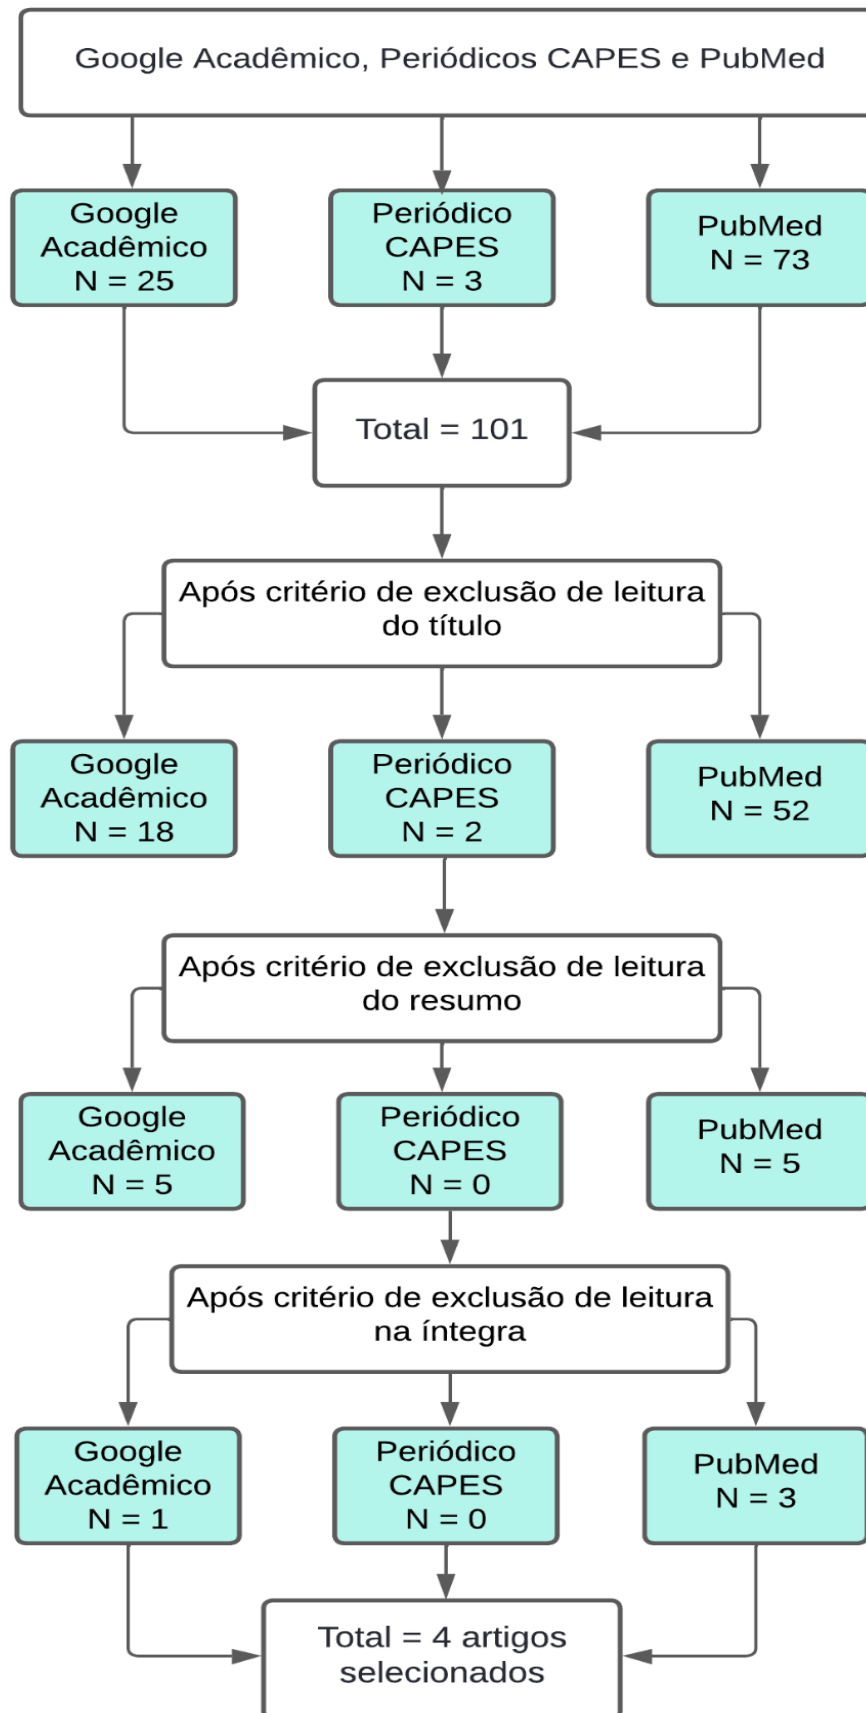 Google Acadêmico, Periódicos CAPES e PubMed
Google
Acadêmico
N = 25
Periódico
CAPES
N = 3
PubMed
N = 73
Total = 101
Após critério de exclusão de leitura
do título
Google
Acadêmico
N = 18
Periódico
CAPES
N = 2
PubMed
N = 52
Após critério de exclusão de leitura
do resumo
Google
Acadêmico
N = 5
Periódico
CAPES
N = 0
PubMed
N = 5
Após critério de exclusão de leitura
na íntegra
Google
Acadêmico
N = 1
Periódico
CAPES
N = 0
PubMed
N = 3
Total = 4 artigos
selecionados